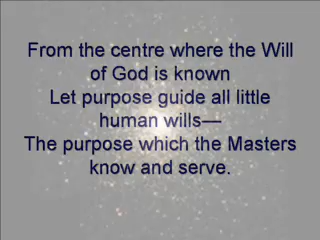 From the centre where the Will
of God is known
Let purpose guide all little
human wills—
The purpose which the Masters
know and serve.